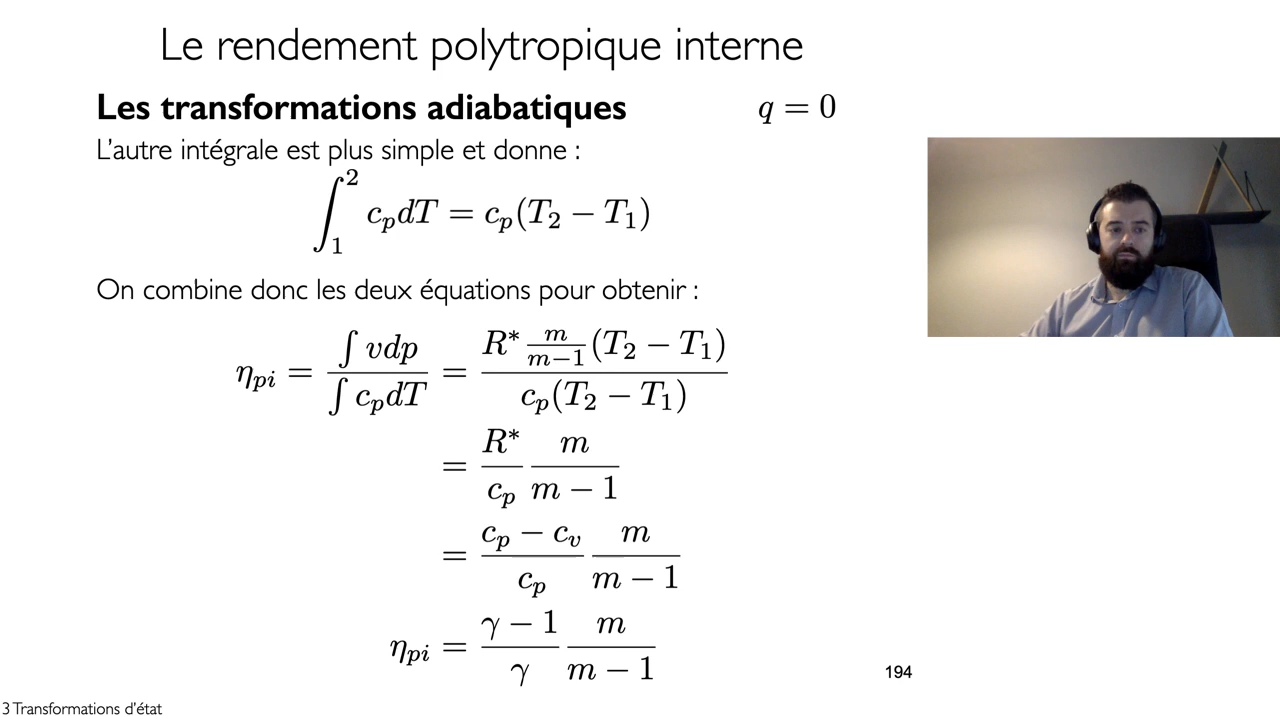 Le rendement polytropique interne
Les transformations adiabatiques q = 0
L'autre intégrale est plus simple et donne :
∫₁² c_p dT = c_p(T₂ − T₁)
On combine donc les deux équations pour obtenir :
η_pi = ∫ vdp / ∫ c_p dT = R* m/(m−1) (T₂ − T₁) / c_p(T₂ − T₁)
= R*/c_p m/(m − 1)
= (c_p − c_v)/c_p m/(m − 1)
η_pi = (γ − 1)/γ m/(m − 1)
194
3 Transformations d'état